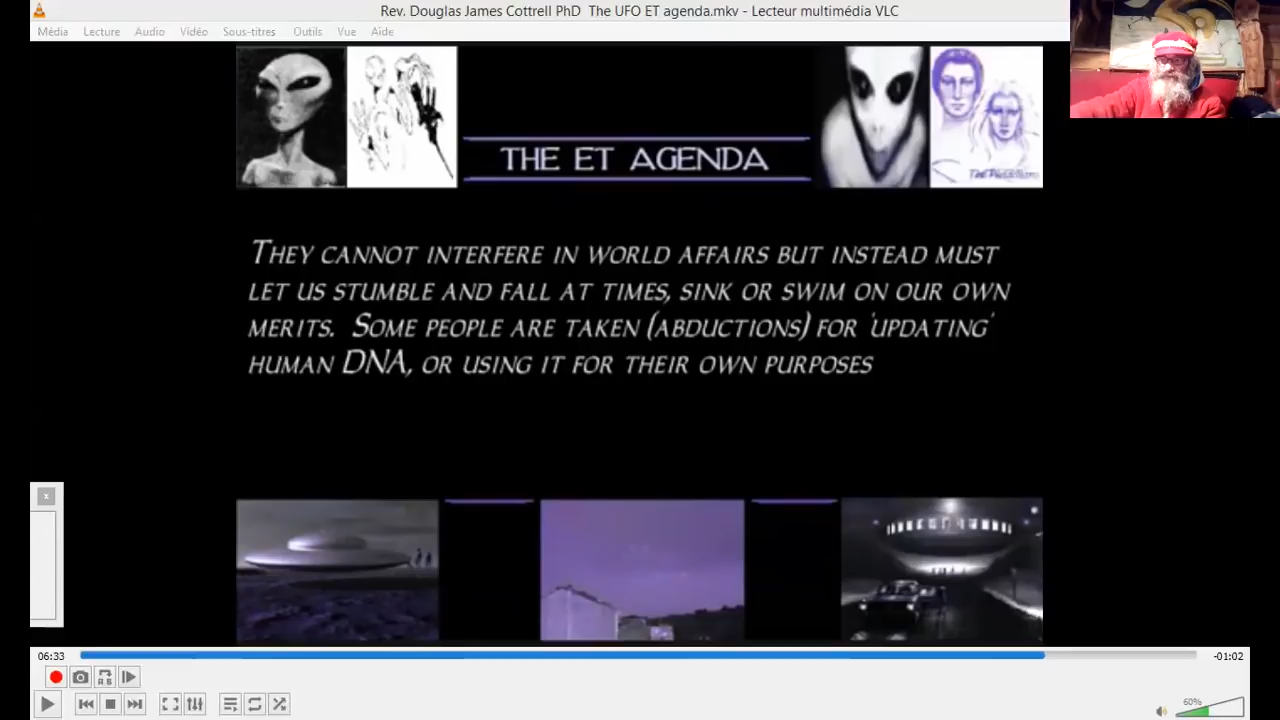 Rev. Douglas James Cottrell PhD  The UFO ET agenda.mkv - Lecteur multimédia VLC
Média Lecture Audio Vidéo Sous-titres Outils Vue Aide
THE ET AGENDA
THEY CANNOT INTERFERE IN WORLD AFFAIRS BUT INSTEAD MUST
LET US STUMBLE AND FALL AT TIMES, SINK OR SWIM ON OUR OWN
MERITS.  SOME PEOPLE ARE TAKEN (ABDUCTIONS) FOR 'UPDATING'
HUMAN DNA, OR USING IT FOR THEIR OWN PURPOSES
x
06:33 -01:02
AB
60%